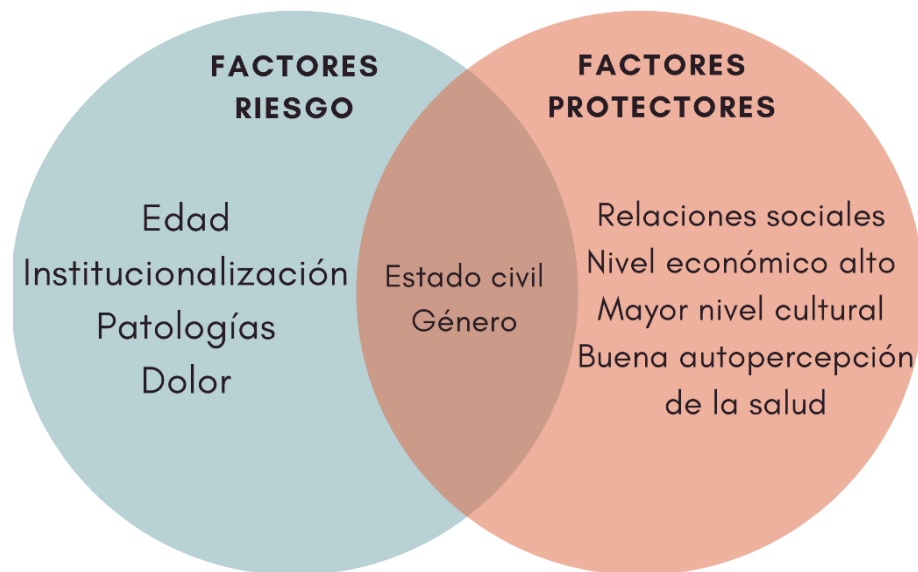 FACTORES
RIESGO
Edad
Institucionalización
Patologías
Dolor
Estado civil
Género
FACTORES
PROTECTORES
Relaciones sociales
Nivel económico alto
Mayor nivel cultural
Buena autopercepción
de la salud